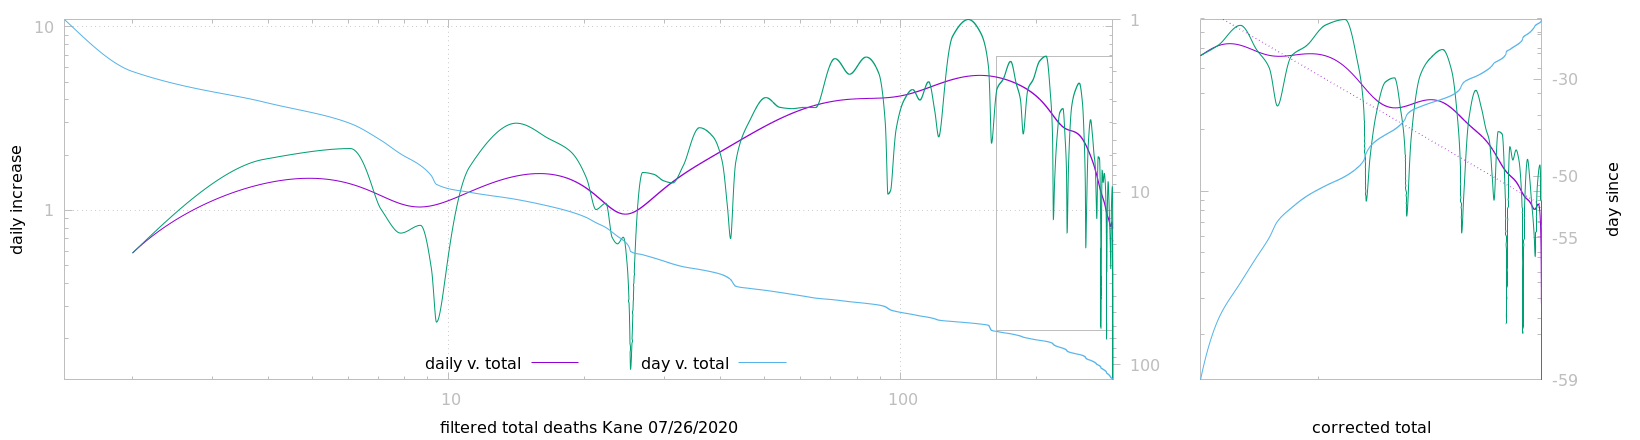 10
1
daily increase
daily v. total
day v. total
10
100
filtered total deaths Kane 07/26/2020
1
10
100
-30
-50
-55
-59
day since
corrected total